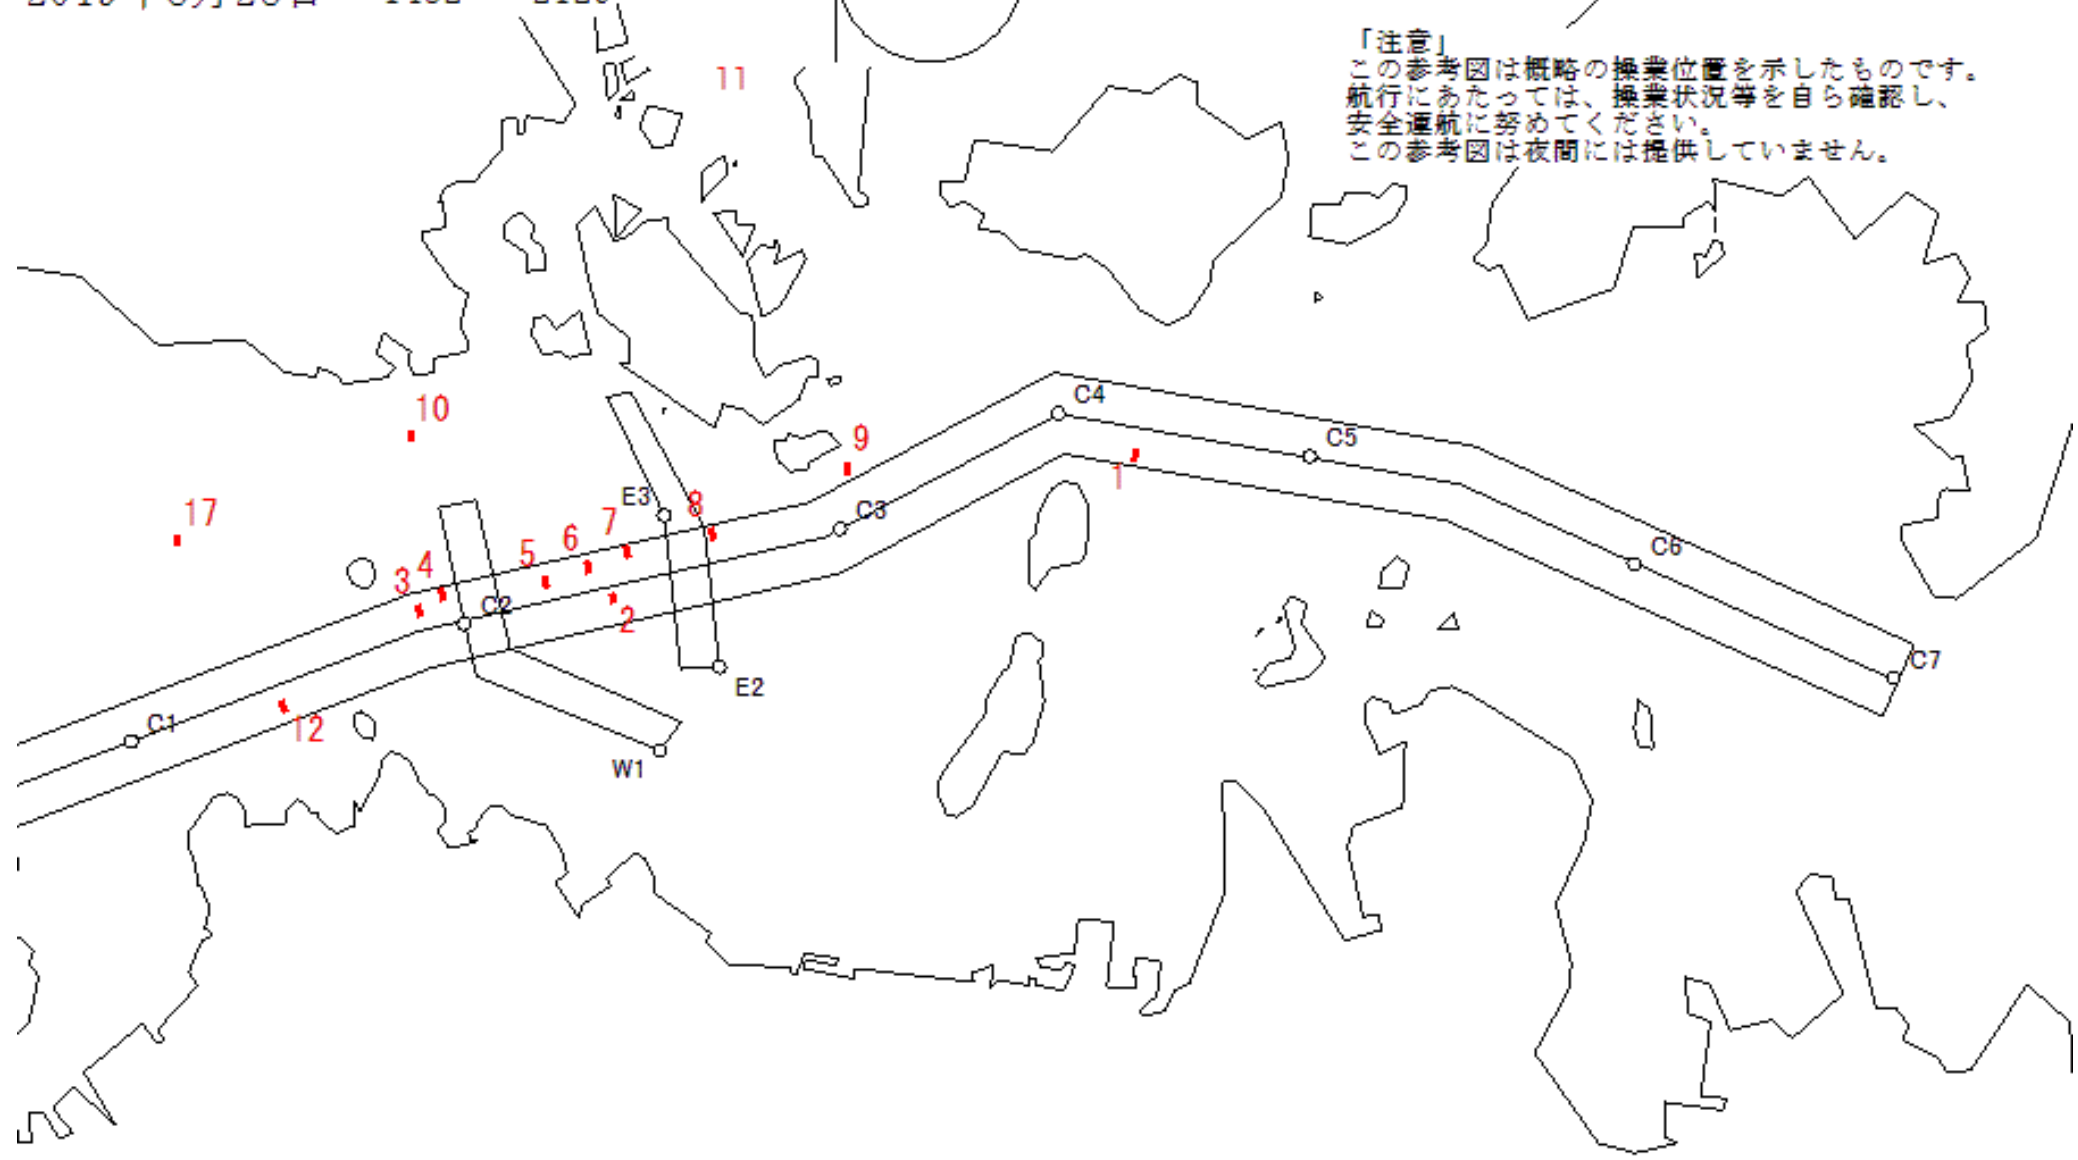 「注意」
この参考図は概略の操業位置を示したものです。
航行にあたっては、操業状況等を自ら確認し、
安全運航に努めてください。
この参考図は夜間には提供していません。
11
C4
10
9
C5
1
E3
8
17
7
C3
6
5
C6
4
3
C2
2
C7
E2
C1
12
W1